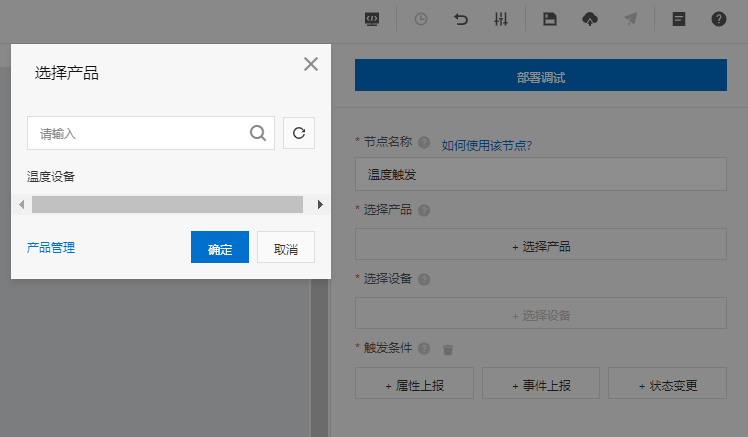 选择产品
请输入
温度设备
产品管理
确定
取消
部署调试
* 节点名称 如何使用该节点?
温度触发
* 选择产品
+ 选择产品
* 选择设备
+ 选择设备
* 触发条件
+ 属性上报
+ 事件上报
+ 状态变更